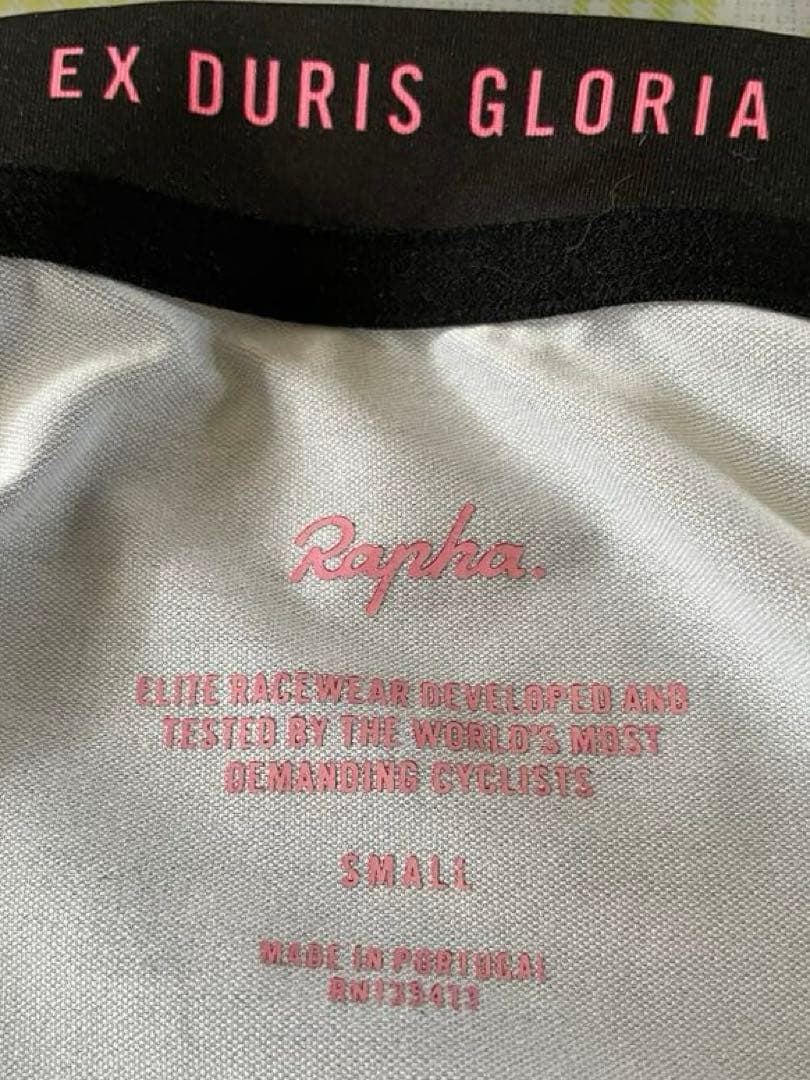 EX DURIS GLORIA
Rapha.
ELITE RACEWEAR DEVELOPED AND
TESTED BY THE WORLD'S MOST
DEMANDING CYCLISTS
SMALL
MADE IN PORTUGAL